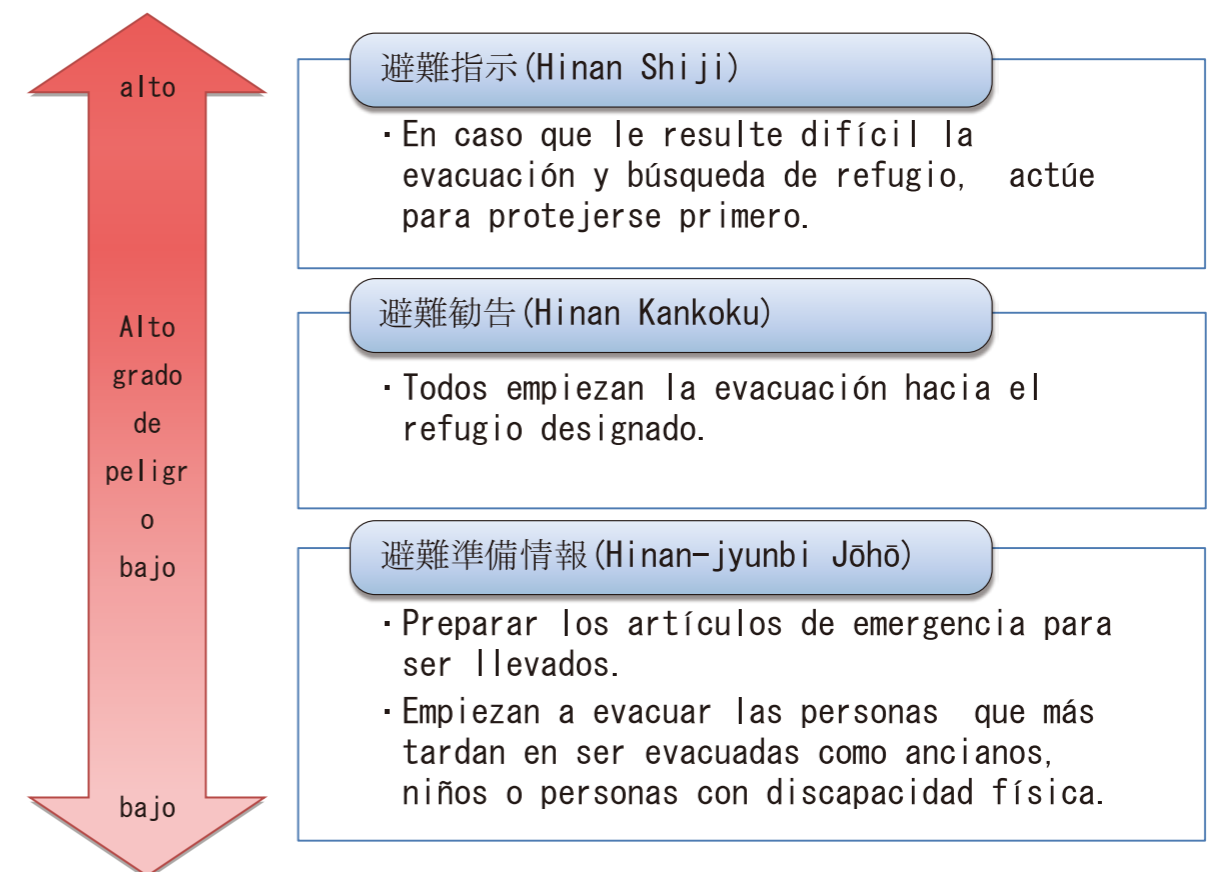 alto
Alto
grado
de
peligr
o
bajo
bajo
避難指示(Hinan Shiji)
・En caso que le resulte difícil la
evacuación y búsqueda de refugio, actúe
para protejerse primero.
避難勧告(Hinan Kankoku)
・Todos empiezan la evacuación hacia el
refugio designado.
避難準備情報(Hinan-jyunbi Jōhō)
・Preparar los artículos de emergencia para
ser llevados.
・Empiezan a evacuar las personas que más
tardan en ser evacuadas como ancianos,
niños o personas con discapacidad física.